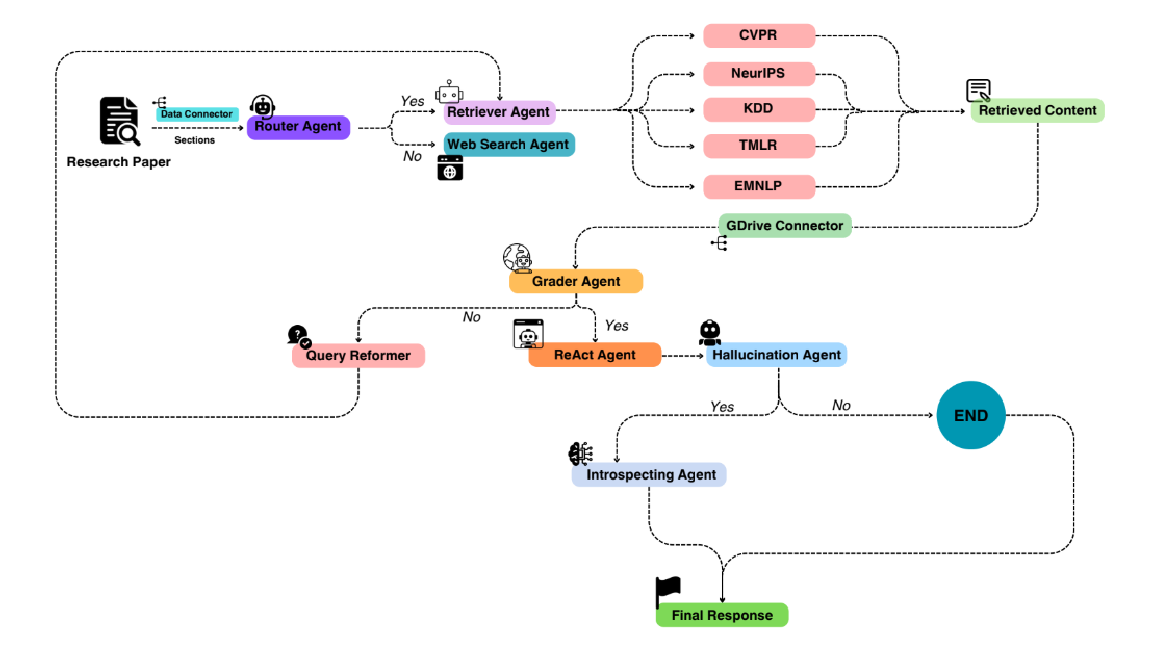 CVPR
NeurIPS
KDD
TMLR
EMNLP
Retrieved Content
Yes
Retriever Agent
Data Connector
Router Agent
Sections
Research Paper
No
Web Search Agent
GDrive Connector
Grader Agent
No
Yes
?
Query Reformer
ReAct Agent
Hallucination Agent
Yes
No
END
Introspecting Agent
Final Response